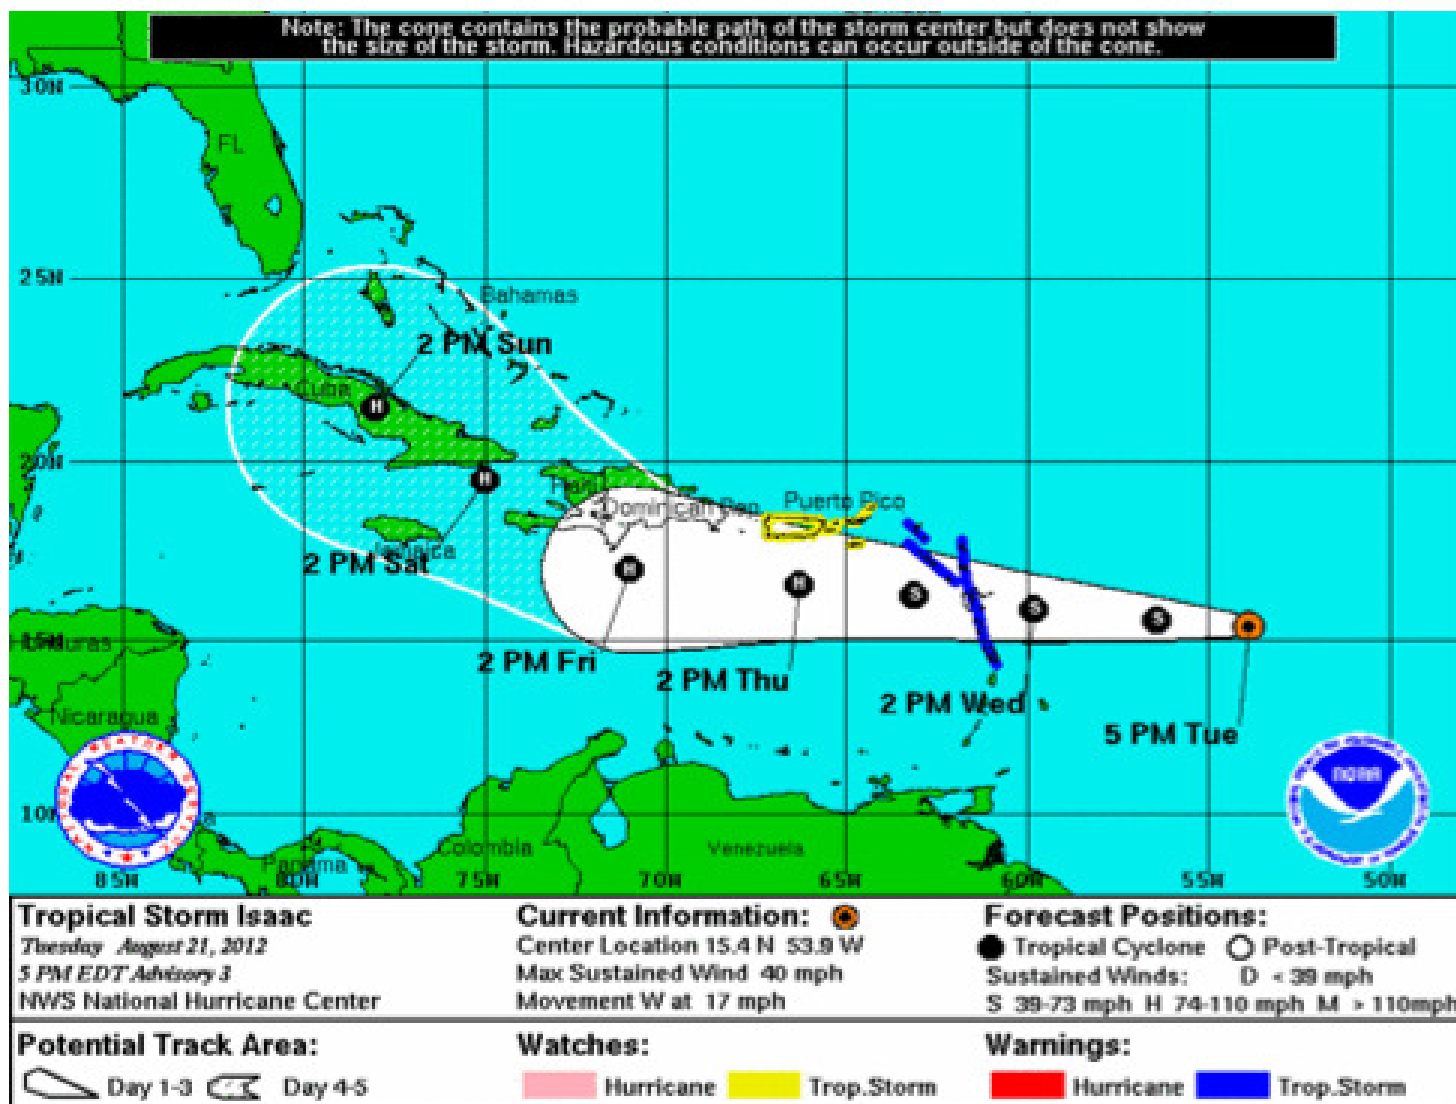 Note: The cone contains the probable path of the storm center but does not show
the size of the storm. Hazardous conditions can occur outside of the cone.
30N
FL
25N
Bahamas
2 PM Sun
Cuba
20N
Haiti
Dominican Rep
Puerto Rico
Jamaica
2 PM Sat
15N
Honduras
2 PM Fri
2 PM Thu
2 PM Wed
5 PM Tue
Nicaragua
NOAA
10N
Panama
Colombia
Venezuela
85W 80W 75W 70W 65W 60W 55W 50W
H
H
H
H
S
S
S
Tropical Storm Isaac
Tuesday August 21, 2012
5 PM EDT Advisory 3
NWS National Hurricane Center
Current Information:
Center Location 15.4 N 53.9 W
Max Sustained Wind 40 mph
Movement W at 17 mph
Forecast Positions:
Tropical Cyclone Post-Tropical
Sustained Winds: D < 39 mph
S 39-73 mph H 74-110 mph M > 110mph
Potential Track Area:
Day 1-3 Day 4-5
Watches:
Hurricane Trop.Storm
Warnings:
Hurricane Trop.Storm